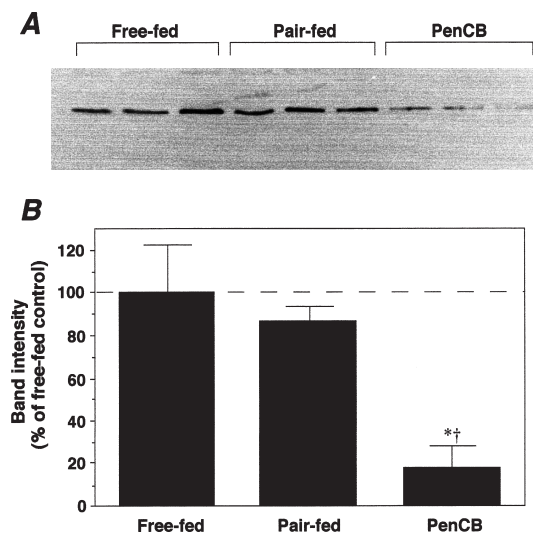 A
Free-fed Pair-fed PenCB
B
Band intensity
(% of free-fed control)
120
100
80
60
40
20
0
*†
Free-fed Pair-fed PenCB